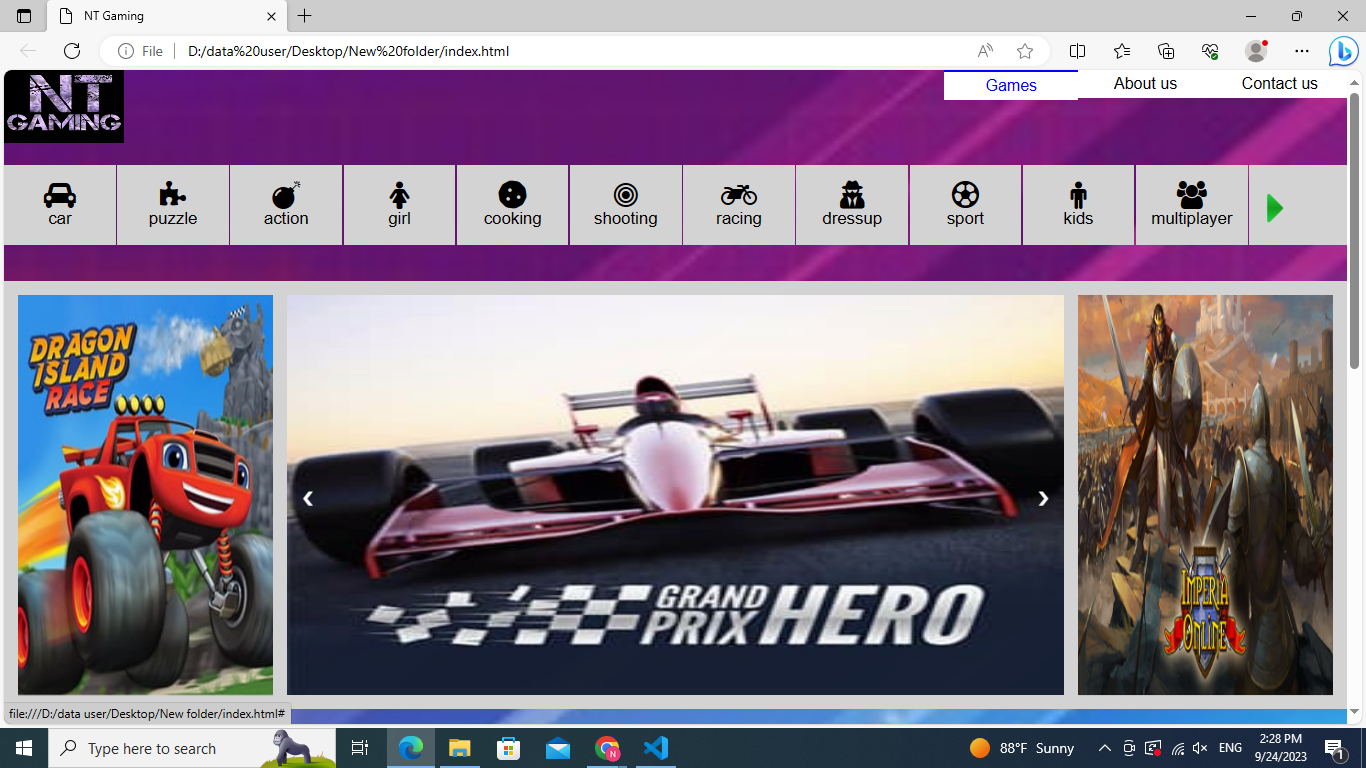 NT Gaming
File
D:/data%20user/Desktop/New%20folder/index.html
NT
GAMING
Games
About us
Contact us
car
puzzle
action
girl
cooking
shooting
racing
dressup
sport
kids
multiplayer
DRAGON
ISLAND
RACE
GRAND
PRIX
HERO
IMPERIA
ONLINE
file:///D:/data user/Desktop/New folder/index.html#
Type here to search
N
88°F Sunny
ENG
2:28 PM
9/24/2023
1